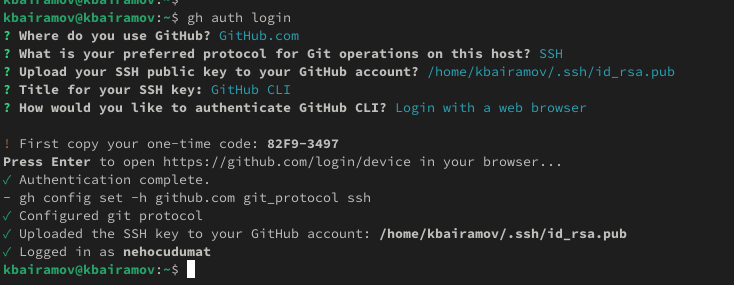 kbairamov@kbairamov:~$
kbairamov@kbairamov:~$ gh auth login
? Where do you use GitHub? GitHub.com
? What is your preferred protocol for Git operations on this host? SSH
? Upload your SSH public key to your GitHub account? /home/kbairamov/.ssh/id_rsa.pub
? Title for your SSH key: GitHub CLI
? How would you like to authenticate GitHub CLI? Login with a web browser
! First copy your one-time code: 82F9-3497
Press Enter to open https://github.com/login/device in your browser...
✓ Authentication complete.
- gh config set -h github.com git_protocol ssh
✓ Configured git protocol
✓ Uploaded the SSH key to your GitHub account: /home/kbairamov/.ssh/id_rsa.pub
✓ Logged in as nehocudumat
kbairamov@kbairamov:~$